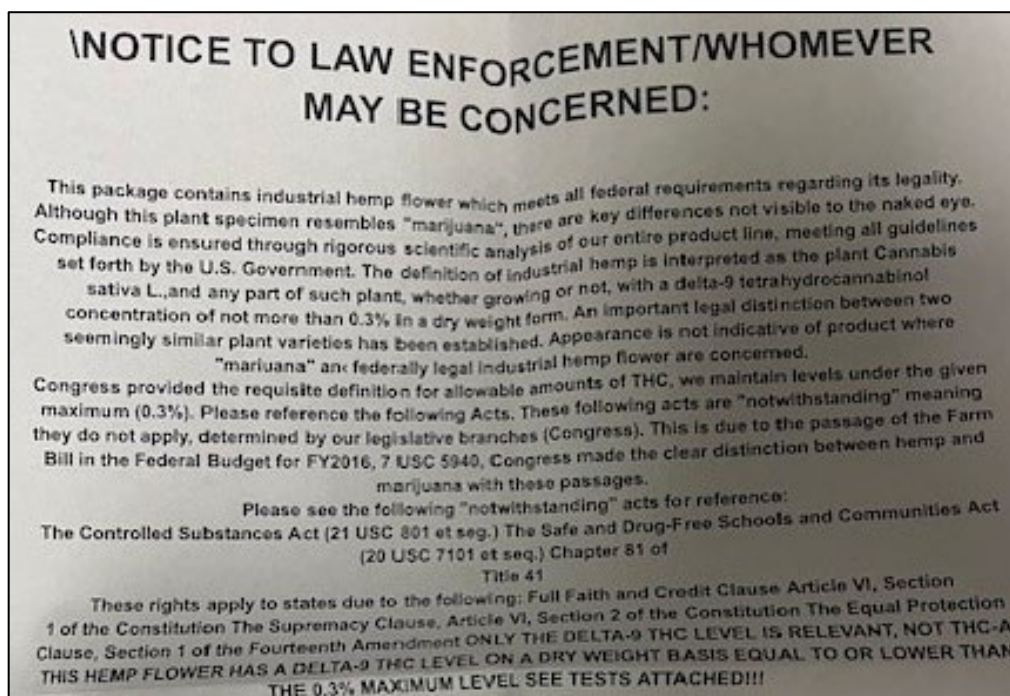 \NOTICE TO LAW ENFORCEMENT/WHOMEVER
MAY BE CONCERNED:
This package contains industrial hemp flower which meets all federal requirements regarding its legality.
Although this plant specimen resembles "marijuana", there are key differences not visible to the naked eye.
Compliance is ensured through rigorous scientific analysis of our entire product line, meeting all guidelines
set forth by the U.S. Government. The definition of industrial hemp is interpreted as the plant Cannabis
sativa L.,and any part of such plant, whether growing or not, with a delta-9 tetrahydrocannabinol
concentration of not more than 0.3% in a dry weight form. An important legal distinction between two
seemingly similar plant varieties has been established. Appearance is not indicative of product where
"mariuana" an‹ federally legal industrial hemp flower are concerned.
Congress provided the requisite definition for allowable amounts of THC, we maintain levels under the given
maximum (0.3%). Please reference the following Acts. These following acts are "notwithstanding" meaning
they do not apply, determined by our legislative branches (Congress). This is due to the passage of the Farm
Bill in the Federal Budget for FY2016, 7 USC 5940, Congress made the clear distinction between hemp and
marijuana with these passages.
Please see the following "notwithstanding" acts for reference:
The Controlled Substances Act (21 USC 801 et seg.) The Safe and Drug-Free Schools and Communities Act
(20 USC 7101 et seq.) Chapter 81 of
Title 41
These rights apply to states due to the following: Full Faith and Credit Clause Article VI, Section
1 of the Constitution The Supremacy Clause, Article VI, Section 2 of the Constitution The Equal Protection
Clause, Section 1 of the Fourteenth Amendment ONLY THE DELTA-9 THC LEVEL IS RELEVANT, NOT THC-A
THIS HEMP FLOWER HAS A DELTA-9 THC LEVEL ON A DRY WEIGHT BASIS EQUAL TO OR LOWER THAN
THE 0.3% MAXIMUM LEVEL SEE TESTS ATTACHED!!!